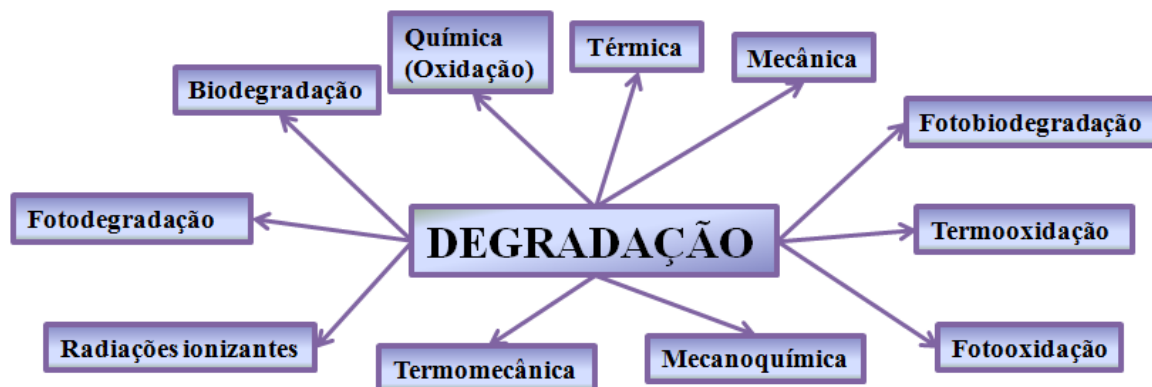 Química
(Oxidação)
Térmica
Mecânica
Biodegradação
Fotobiodegradação
Fotodegradação
DEGRADAÇÃO
Termooxidação
Radiações ionizantes
Termomecânica
Mecanoquímica
Fotooxidação